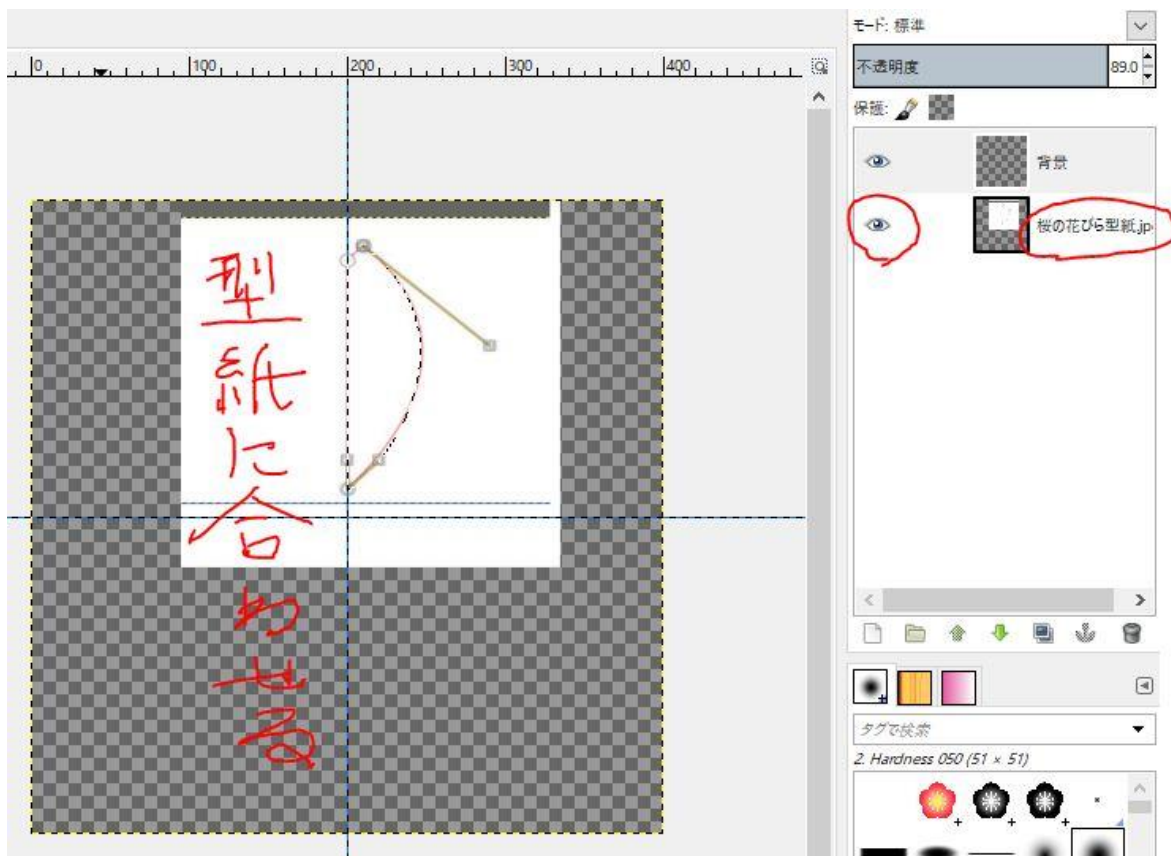 モード: 標準
不透明度 89.0
保護:
背景
桜の花びら型紙.jp
0 100 200 300 400
型紙に合わせる
タグで検索
2. Hardness 050 (51 × 51)